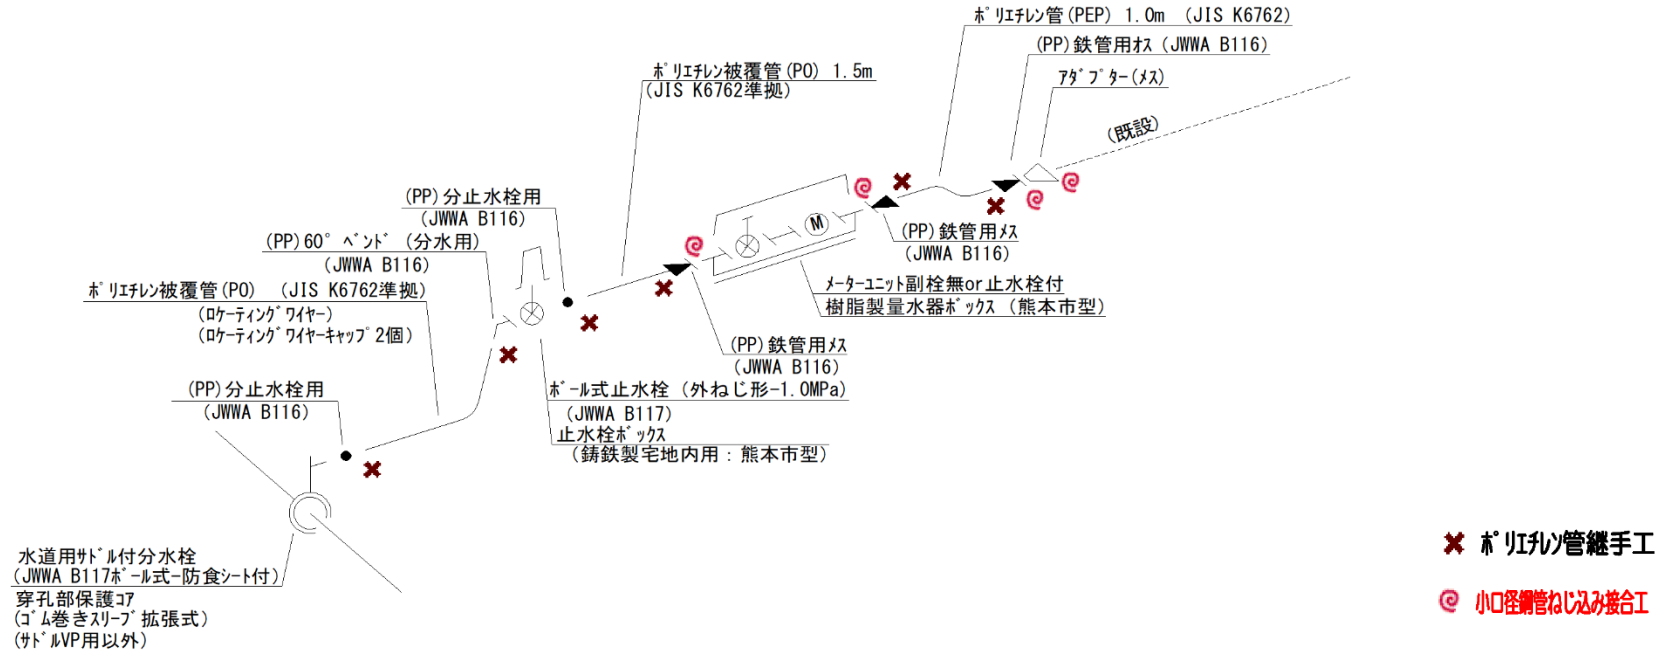 ﾎﾟﾘｴﾁﾚﾝ管(PEP) 1.0m (JIS K6762)
(PP)鉄管用ｵｽ(JWWA B116)
ｱﾀﾞﾌﾟﾀｰ(ﾒｽ)
ﾎﾟﾘｴﾁﾚﾝ被覆管(PO) 1.5m
(JIS K6762準拠)
(既設)
(PP)分止水栓用
(JWWA B116)
(PP)60°ﾍﾞﾝﾄﾞ(分水用)
(JWWA B116)
ﾎﾟﾘｴﾁﾚﾝ被覆管(PO) (JIS K6762準拠)
(ﾛｹｰﾃｨﾝｸﾞﾜｲﾔｰ)
(ﾛｹｰﾃｨﾝｸﾞﾜｲﾔｰｷｬｯﾌﾟ2個)
M
(PP)鉄管用ﾒｽ
(JWWA B116)
ﾒｰﾀｰﾕﾆｯﾄ副栓無or止水栓付
樹脂製量水器ﾎﾞｯｸｽ(熊本市型)
(PP)鉄管用ﾒｽ
(JWWA B116)
(PP)分止水栓用
(JWWA B116)
ﾎﾞｰﾙ式止水栓(外ねじ形-1.0MPa)
(JWWA B117)
止水栓ﾎﾞｯｸｽ
(鋳鉄製宅地内用：熊本市型)
水道用ｻﾄﾞﾙ付分水栓
(JWWA B117ﾎﾞｰﾙ式-防食ｼｰﾄ付)
穿孔部保護ｺｱ
(ｺﾞﾑ巻きｽﾘｰﾌﾞ拡張式)
(ｻﾄﾞﾙVP用以外)
ﾎﾟﾘｴﾁﾚﾝ管継手工
小口径鋼管ねじ込み接合工